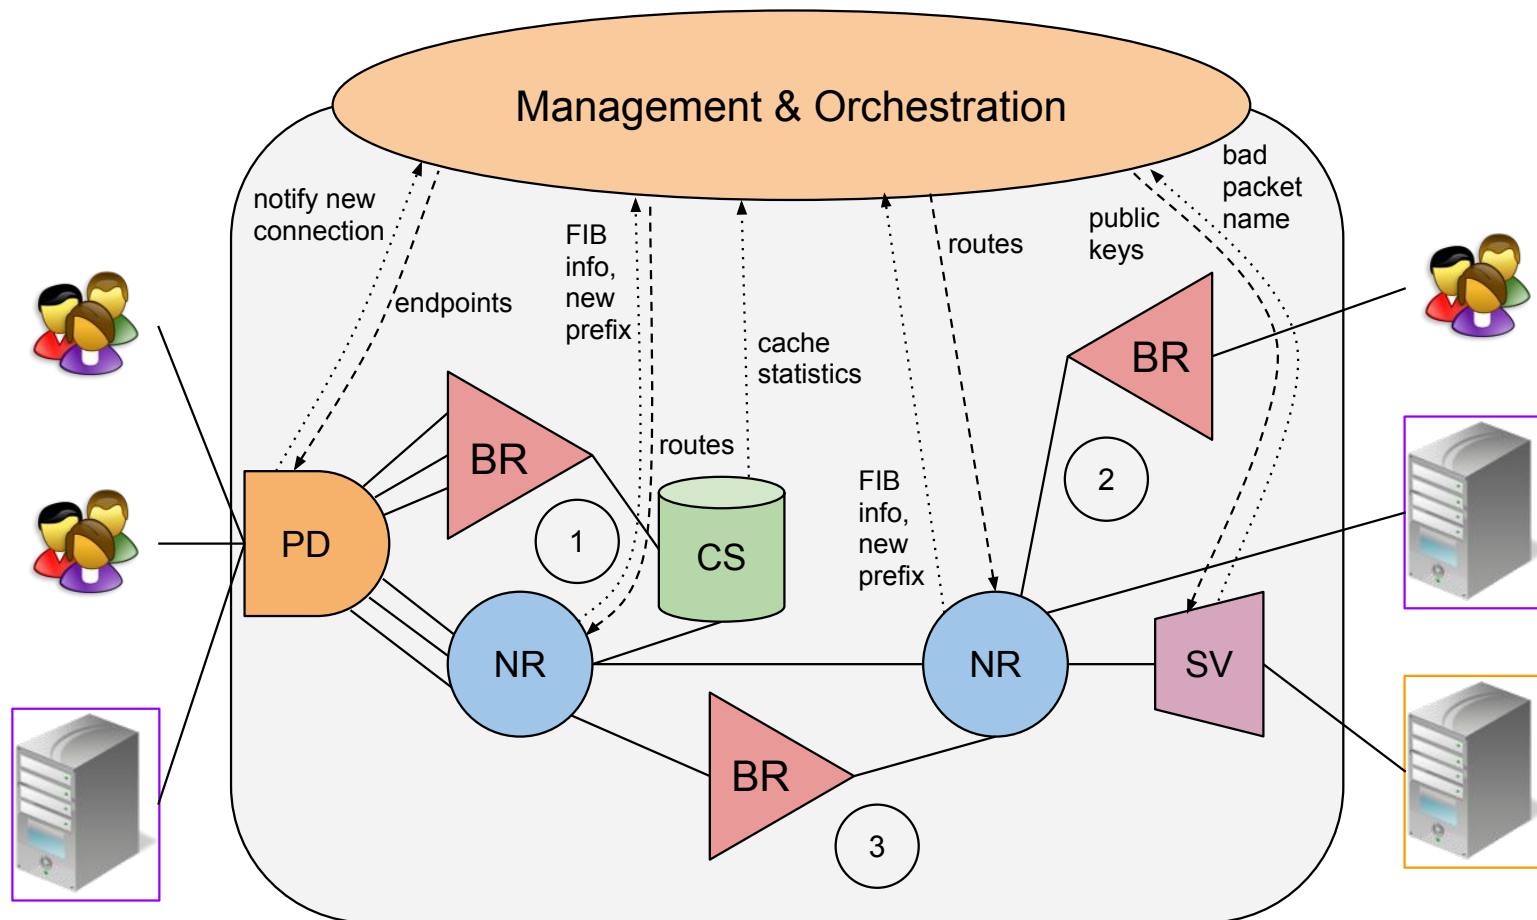 Management & Orchestration
notify new
connection
endpoints
FIB
info,
new
prefix
routes
cache
statistics
routes
public
keys
bad
packet
name
FIB
info,
new
prefix
BR
BR
1
2
PD
CS
NR
NR
SV
BR
3